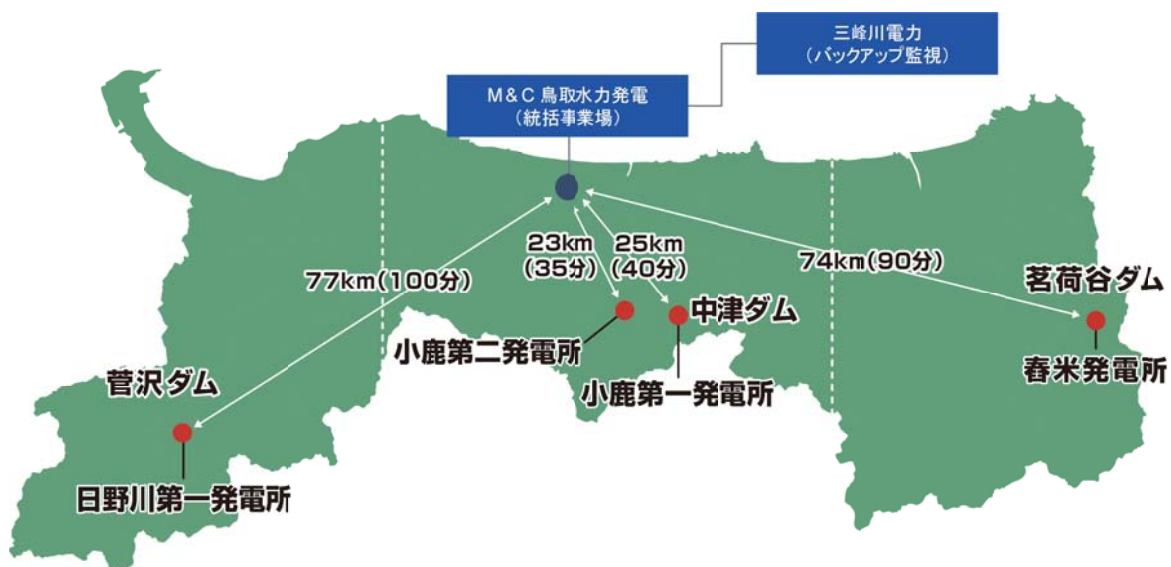 三峰川電力
(バックアップ監視)
M&C 鳥取水力発電
(統括事業場)
23km
(35分)
25km
(40分)
77km(100分)
74km(90分)
茗荷谷ダム
中津ダム
小鹿第二発電所
小鹿第一発電所
舂米発電所
菅沢ダム
日野川第一発電所